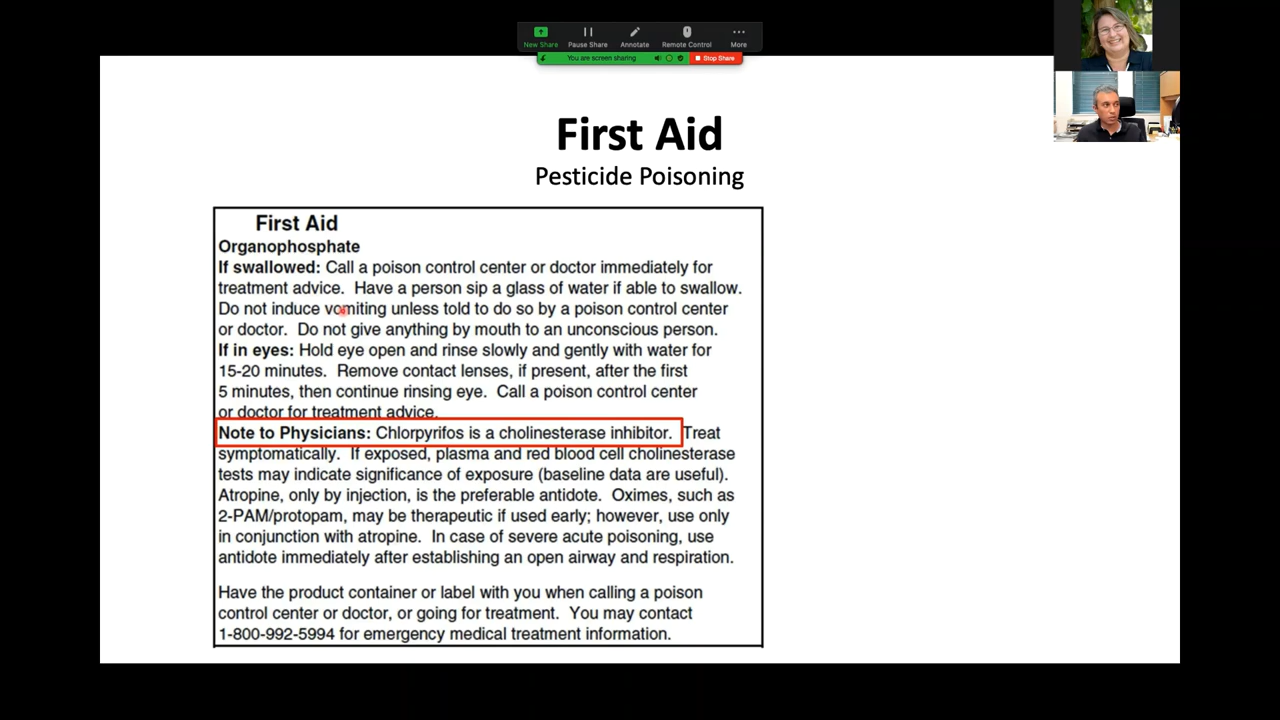 New Share
Pause Share
Annotate
Remote Control
More
You are screen sharing
Stop Share
First Aid
Pesticide Poisoning
First Aid
Organophosphate
If swallowed: Call a poison control center or doctor immediately for
treatment advice. Have a person sip a glass of water if able to swallow.
Do not induce vomiting unless told to do so by a poison control center
or doctor. Do not give anything by mouth to an unconscious person.
If in eyes: Hold eye open and rinse slowly and gently with water for
15-20 minutes. Remove contact lenses, if present, after the first
5 minutes, then continue rinsing eye. Call a poison control center
or doctor for treatment advice.
Note to Physicians: Chlorpyrifos is a cholinesterase inhibitor. Treat
symptomatically. If exposed, plasma and red blood cell cholinesterase
tests may indicate significance of exposure (baseline data are useful).
Atropine, only by injection, is the preferable antidote. Oximes, such as
2-PAM/protopam, may be therapeutic if used early; however, use only
in conjunction with atropine. In case of severe acute poisoning, use
antidote immediately after establishing an open airway and respiration.
Have the product container or label with you when calling a poison
control center or doctor, or going for treatment. You may contact
1-800-992-5994 for emergency medical treatment information.